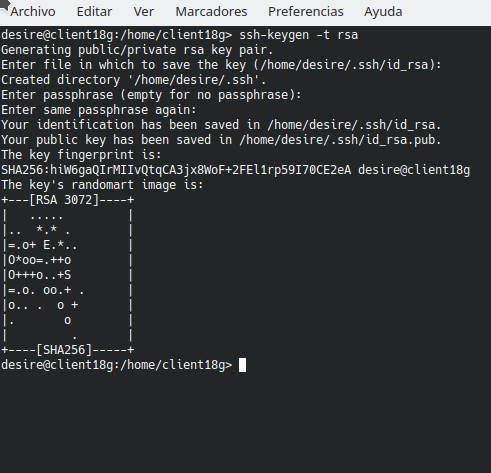 Archivo Editar Ver Marcadores Preferencias Ayuda
desire@client18g:/home/client18g> ssh-keygen -t rsa
Generating public/private rsa key pair.
Enter file in which to save the key (/home/desire/.ssh/id_rsa):
Created directory '/home/desire/.ssh'.
Enter passphrase (empty for no passphrase):
Enter same passphrase again:
Your identification has been saved in /home/desire/.ssh/id_rsa.
Your public key has been saved in /home/desire/.ssh/id_rsa.pub.
The key fingerprint is:
SHA256:hiW6gaQIrMIIvQtqCA3jx8WoF+2FEl1rp59I70CE2eA desire@client18g
The key's randomart image is:
+---[RSA 3072]----+
|   .....         |
|.. *.* .         |
|=.o+ E.*..       |
|O*oo=.++o        |
|O+++o..+S        |
|=.o. oo.+ .      |
|o.. .  o +       |
|.       o        |
|         .       |
+----[SHA256]-----+
desire@client18g:/home/client18g>